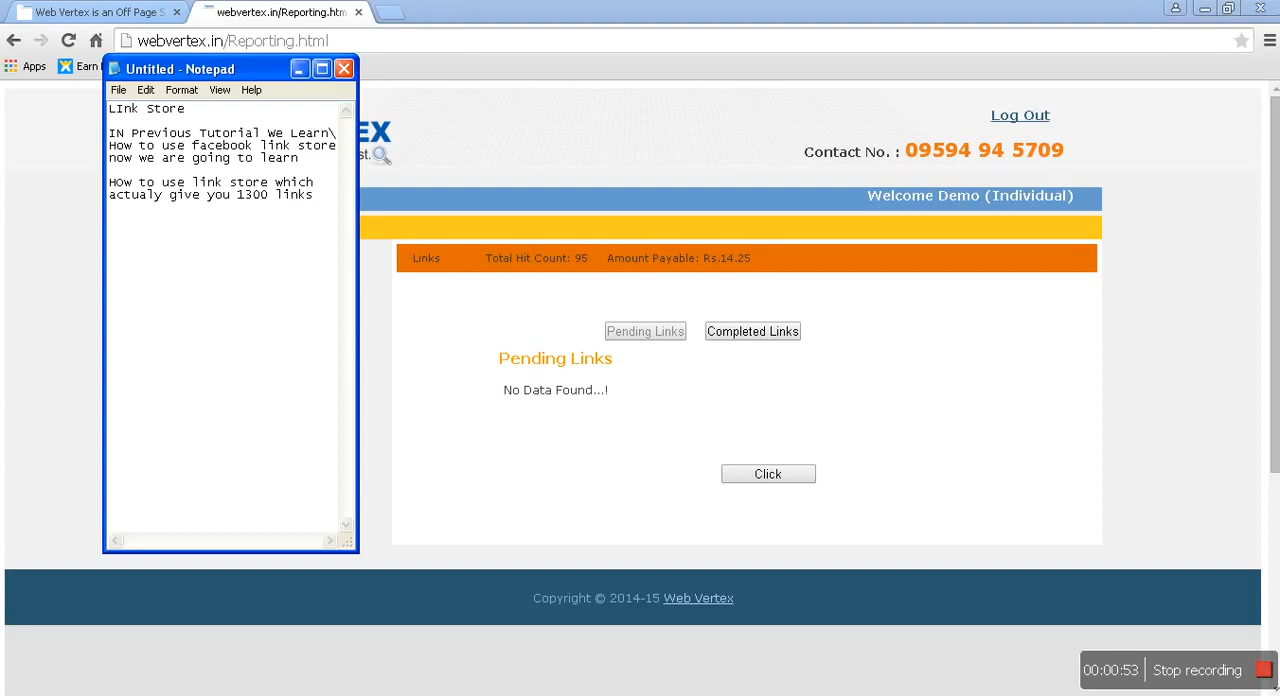 Web Vertex is an Off Page S
webvertex.in/Reporting.htm
webvertex.in/Reporting.html
Apps
Earn
Untitled - Notepad
File Edit Format View Help
LInk Store
IN Previous Tutorial We Learn\
How to use facebook link store
now we are going to learn
HOw to use link store which
actualy give you 1300 links
EX
st.
Log Out
Contact No. : 09594 94 5709
Welcome Demo (Individual)
Links Total Hit Count: 95 Amount Payable: Rs.14.25
Pending Links Completed Links
Pending Links
No Data Found...!
Click
Copyright © 2014-15 Web Vertex
00:00:53 Stop recording